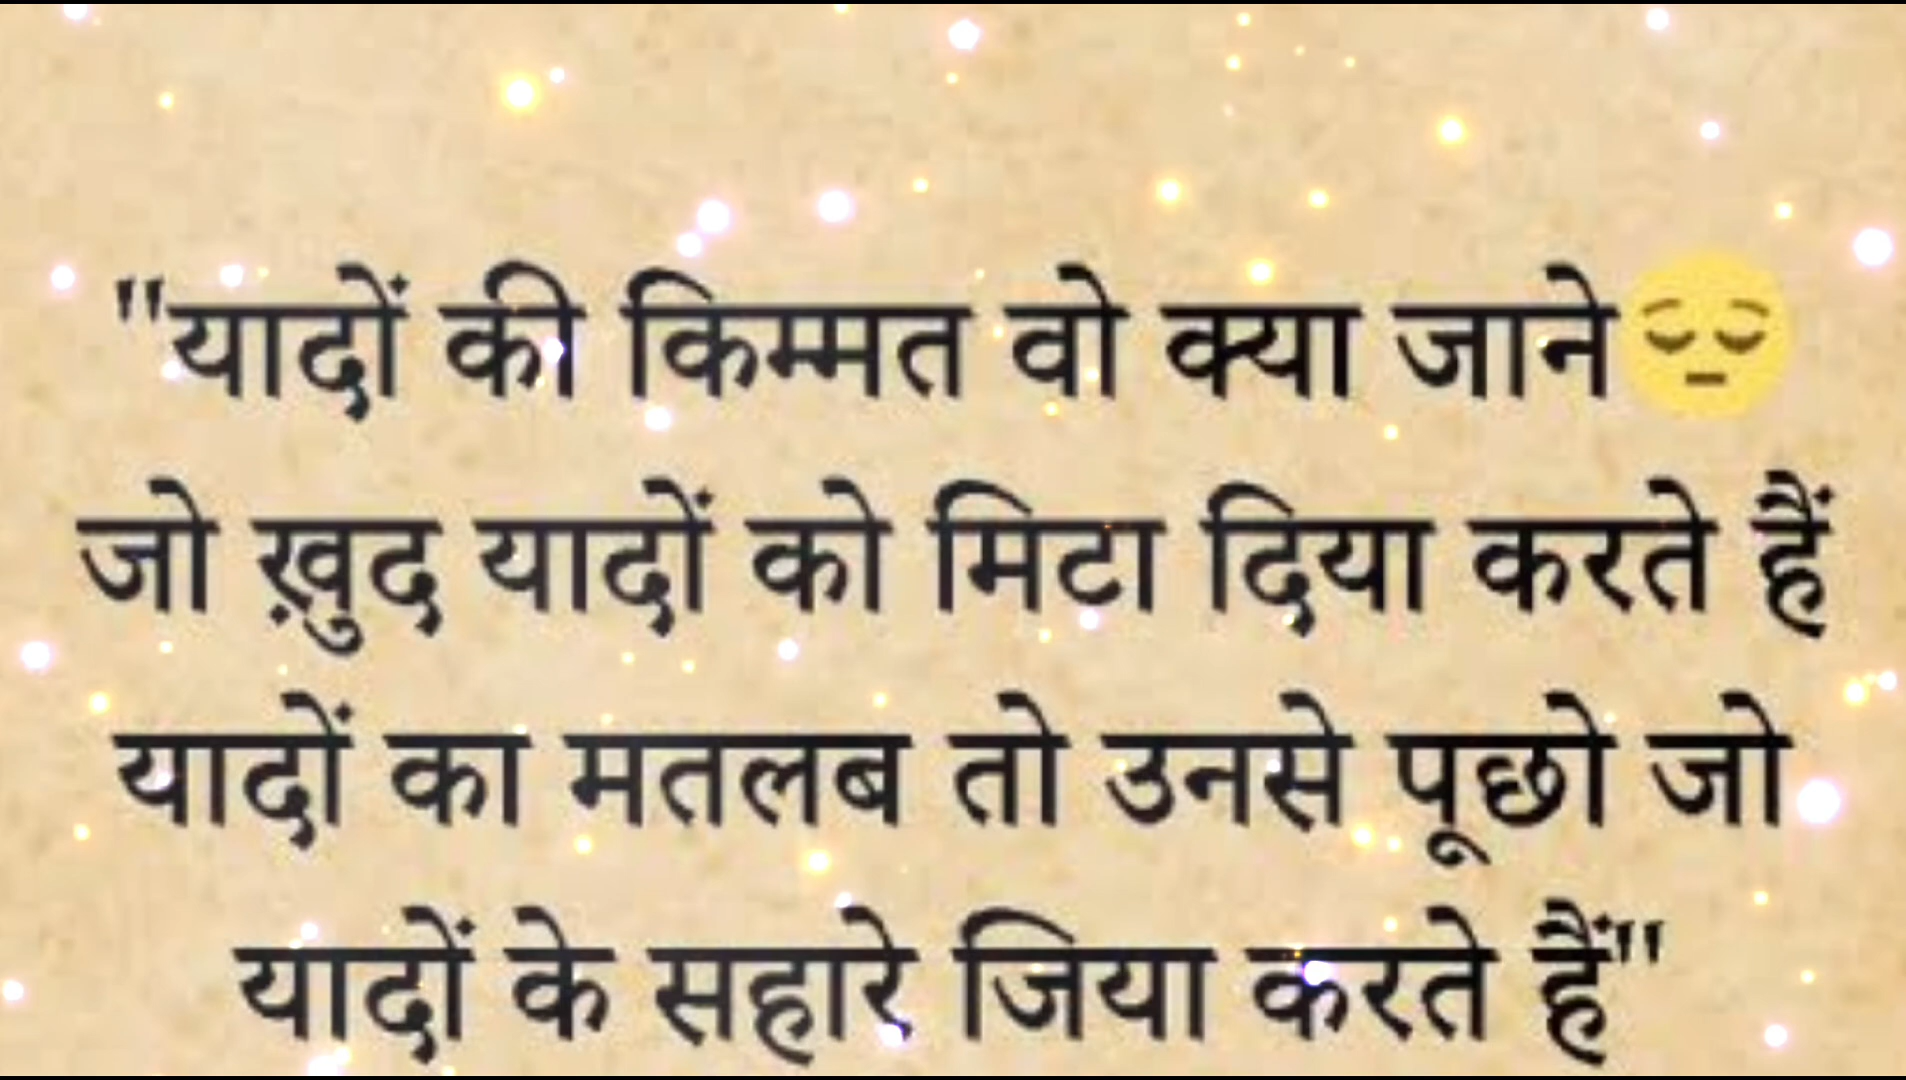 "यादों की किम्मत वो क्या जाने😔
जो ख़ुद यादों को मिटा दिया करते हैं
यादों का मतलब तो उनसे पूछो जो
यादों के सहारे जिया करते हैं"